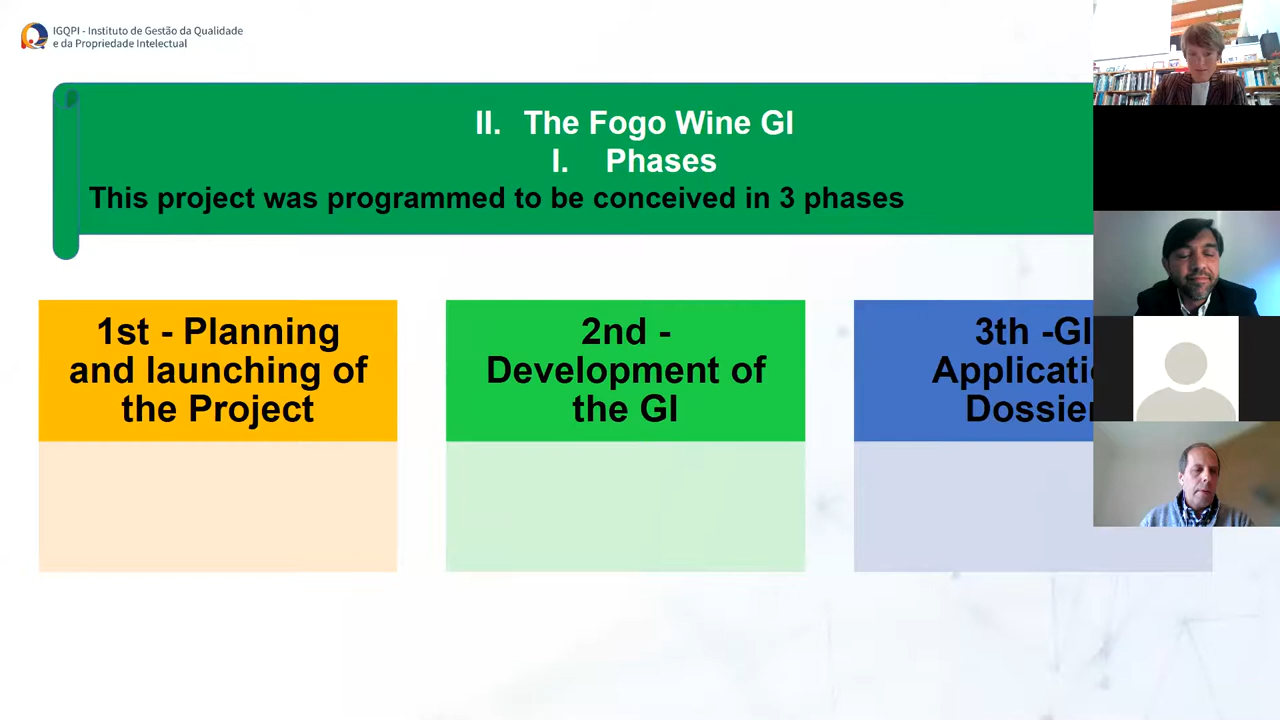 IGQPI - Instituto de Gestão da Qualidade
e da Propriedade Intelectual
II. The Fogo Wine GI
I. Phases
This project was programmed to be conceived in 3 phases
1st - Planning
and launching of
the Project
2nd -
Development of
the GI
3th -GI
Applicatio
Dossier